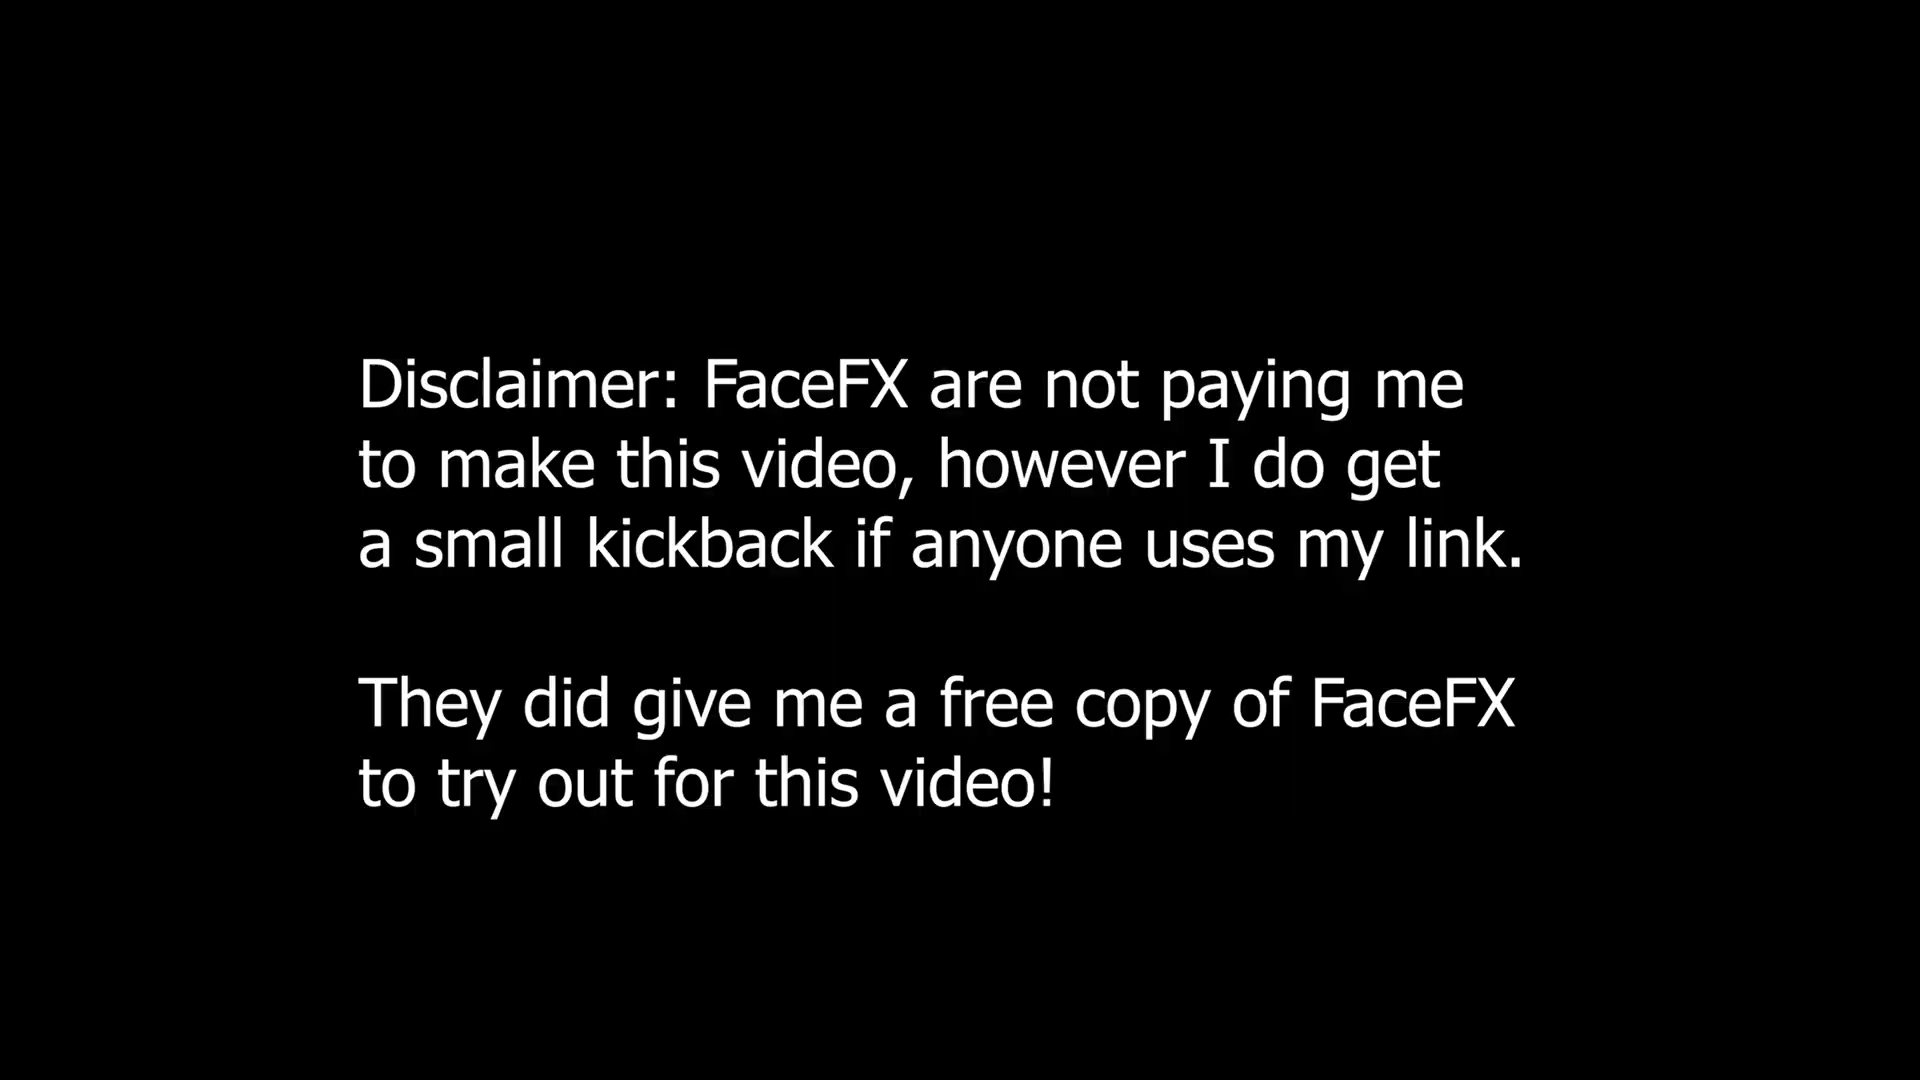 Disclaimer: FaceFX are not paying me
to make this video, however I do get
a small kickback if anyone uses my link.
They did give me a free copy of FaceFX
to try out for this video!